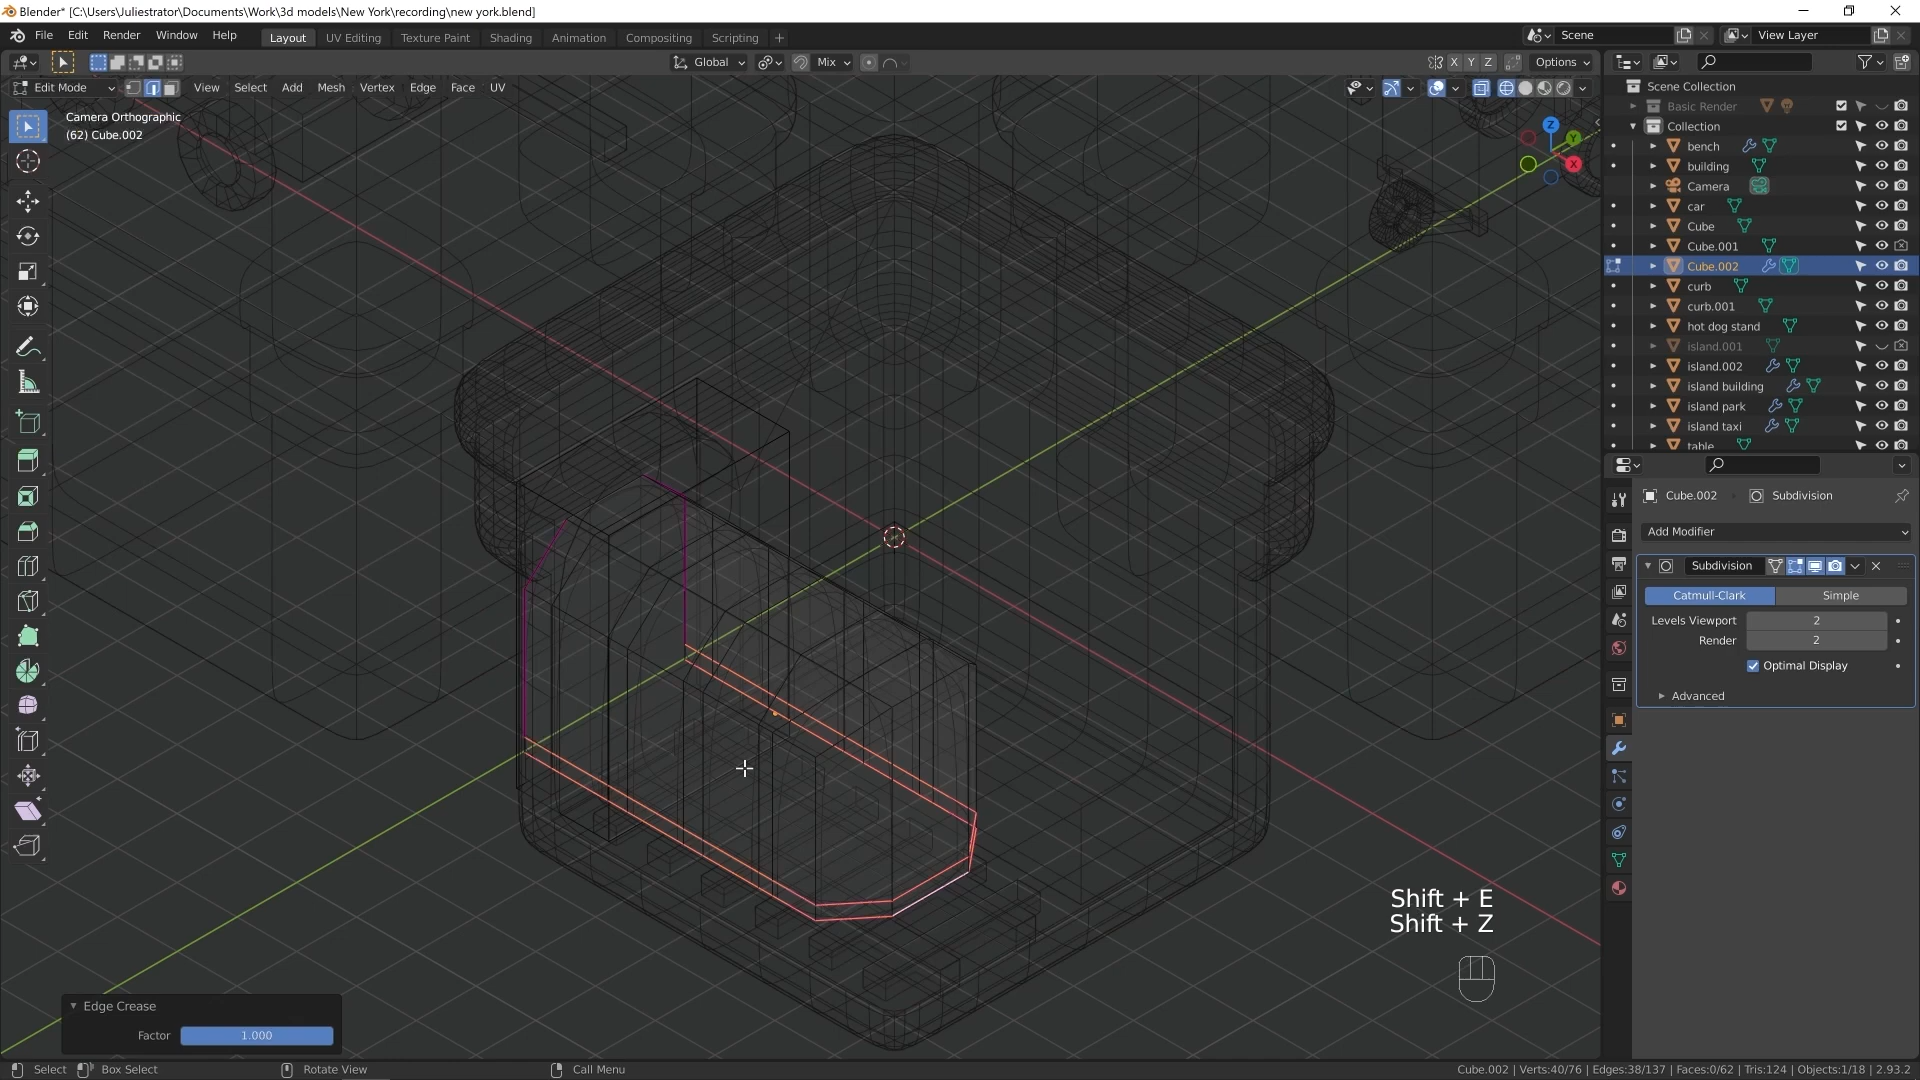 Blender* [C:\Users\Juliestrator\Documents\Work\3d models\New York\recording\new york.blend]
File Edit Render Window Help Layout UV Editing Texture Paint Shading Animation Compositing Scripting + Scene View Layer
Global Mix X Y Z Options
Edit Mode View Select Add Mesh Vertex Edge Face UV
Camera Orthographic
(62) Cube.002
Z
Y
X
Scene Collection
Basic Render
Collection
bench
building
Camera
car
Cube
Cube.001
Cube.002
curb
curb.001
hot dog stand
island.001
island.002
island building
island park
island taxi
table
Cube.002 Subdivision
Add Modifier
Subdivision
Catmull-Clark Simple
Levels Viewport 2
Render 2
Optimal Display
Advanced
Shift + E
Shift + Z
Edge Crease
Factor 1.000
Select Box Select Rotate View Call Menu Cube.002 | Verts:40/76 | Edges:38/137 | Faces:0/62 | Tris:124 | Objects:1/18 | 2.93.2